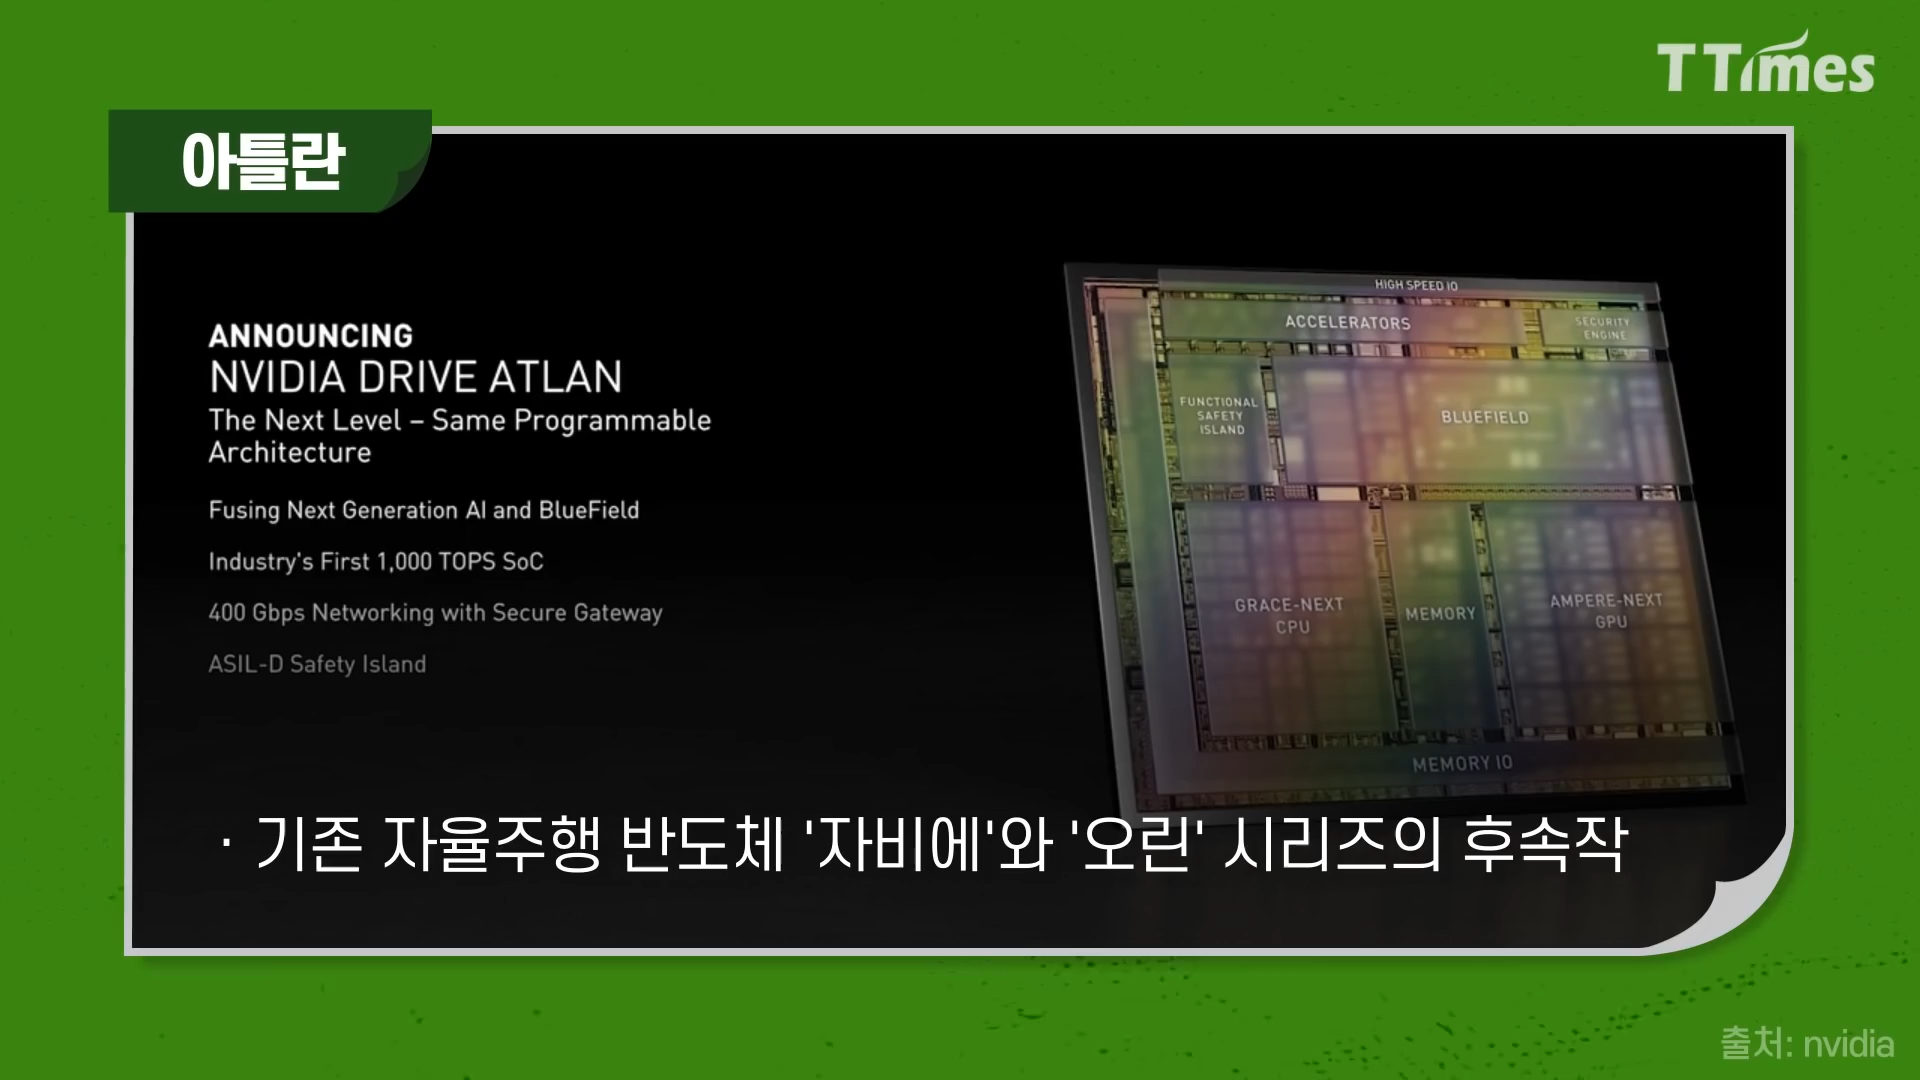 TTimes
아틀란
ANNOUNCING
NVIDIA DRIVE ATLAN
The Next Level – Same Programmable
Architecture
Fusing Next Generation AI and BlueField
Industry's First 1,000 TOPS SoC
400 Gbps Networking with Secure Gateway
ASIL-D Safety Island
HIGH SPEED IO
ACCELERATORS
SECURITY
ENGINE
FUNCTIONAL
SAFETY
ISLAND
BLUEFIELD
GRACE-NEXT
CPU
MEMORY
AMPERE-NEXT
GPU
MEMORY IO
· 기존 자율주행 반도체 '자비에'와 '오린' 시리즈의 후속작
출처: nvidia